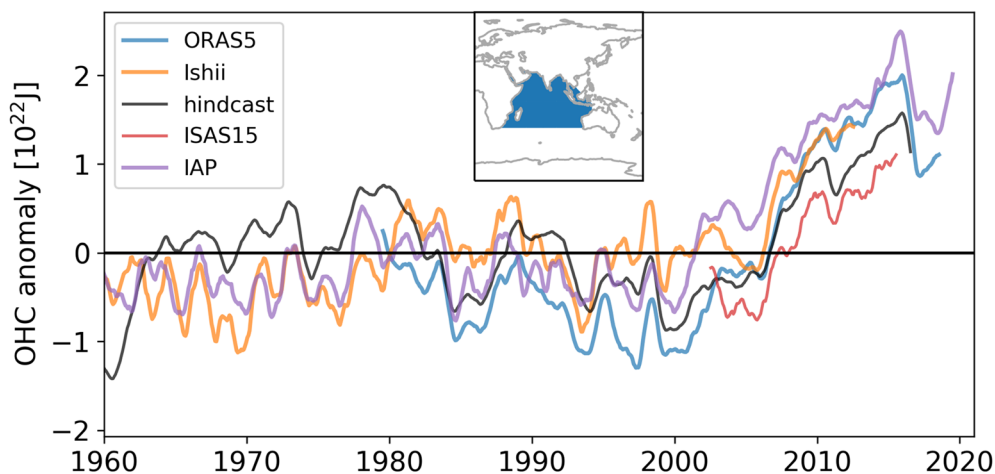 ORAS5
Ishii
hindcast
ISAS15
IAP
OHC anomaly [10²²J]
2
1
0
−1
−2
1960 1970 1980 1990 2000 2010 2020